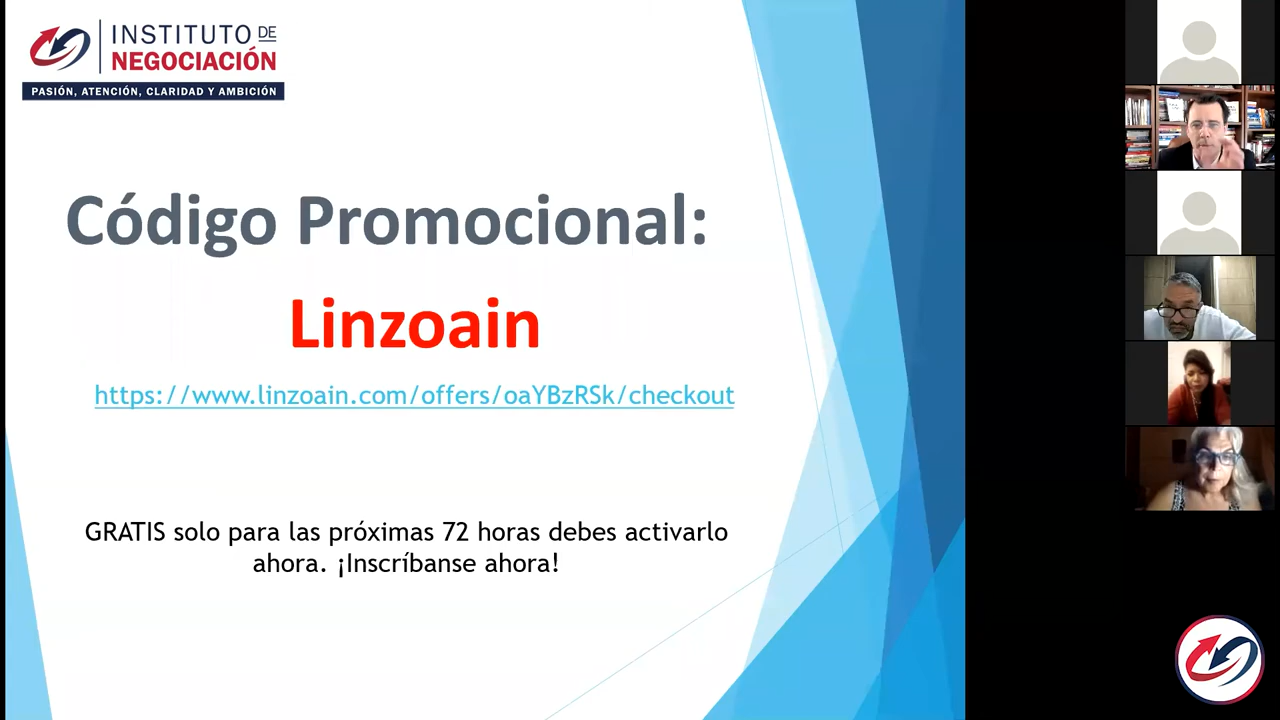 INSTITUTO DE
NEGOCIACIÓN
PASIÓN, ATENCIÓN, CLARIDAD Y AMBICIÓN
Código Promocional:
Linzoain
https://www.linzoain.com/offers/oaYBzRSk/checkout
GRATIS solo para las próximas 72 horas debes activarlo
ahora. ¡Inscríbanse ahora!